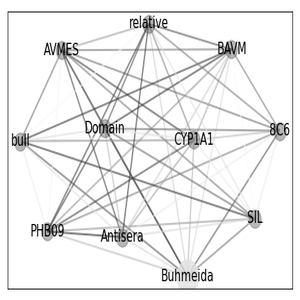 relative
AVMES
BAVM
Domain
8C6
bull
CYP1A1
SIL
PHB09
Antisera
Buhmeida